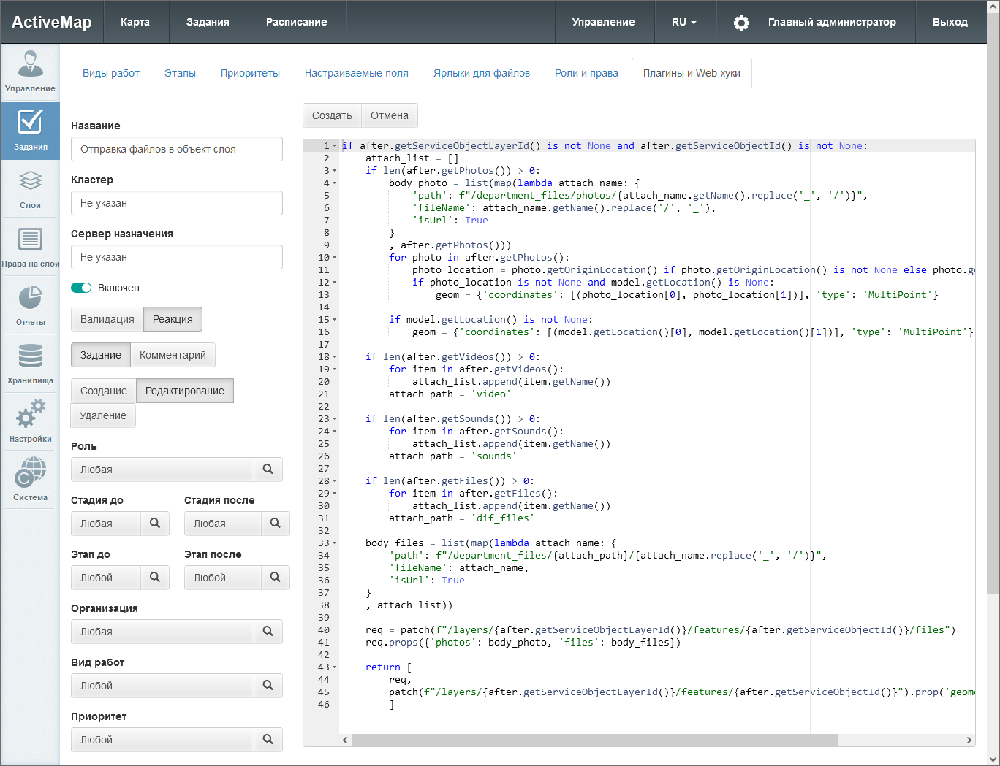 ActiveMap Карта Задания Расписание Управление RU Главный администратор Выход
Управление
Задания
Слои
Права на слои
Отчеты
Хранилища
Настройки
Система
Виды работ Этапы Приоритеты Настраиваемые поля Ярлыки для файлов Роли и права Плагины и Web-хуки
Название
Отправка файлов в объект слоя
Кластер
Не указан
Сервер назначения
Не указан
Включен
Валидация Реакция
Задание Комментарий
Создание Редактирование
Удаление
Роль
Любая
Стадия до Стадия после
Любая Любая
Этап до Этап после
Любой Любой
Организация
Любая
Вид работ
Любой
Приоритет
Любой
Создать Отмена
1 if after.getServiceObjectLayerId() is not None and after.getServiceObjectId() is not None:
2 attach_list = []
3 if len(after.getPhotos()) > 0:
4 body_photo = list(map(lambda attach_name: {
5 'path': f"/department_files/photos/{attach_name.getName().replace('_', '/')}",
6 'fileName': attach_name.getName().replace('/', '_'),
7 'isUrl': True
8 }
9 , after.getPhotos()))
10 for photo in after.getPhotos():
11 photo_location = photo.getOriginLocation() if photo.getOriginLocation() is not None else photo.ge
12 if photo_location is not None and model.getLocation() is None:
13 geom = {'coordinates': [(photo_location[0], photo_location[1])], 'type': 'MultiPoint'}
14
15 if model.getLocation() is not None:
16 geom = {'coordinates': [(model.getLocation()[0], model.getLocation()[1])], 'type': 'MultiPoint'}
17
18 if len(after.getVideos()) > 0:
19 for item in after.getVideos():
20 attach_list.append(item.getName())
21 attach_path = 'video'
22
23 if len(after.getSounds()) > 0:
24 for item in after.getSounds():
25 attach_list.append(item.getName())
26 attach_path = 'sounds'
27
28 if len(after.getFiles()) > 0:
29 for item in after.getFiles():
30 attach_list.append(item.getName())
31 attach_path = 'dif_files'
32
33 body_files = list(map(lambda attach_name: {
34 'path': f"/department_files/{attach_path}/{attach_name.replace('_', '/')}",
35 'fileName': attach_name,
36 'isUrl': True
37 }
38 , attach_list))
39
40 req = patch(f"/layers/{after.getServiceObjectLayerId()}/features/{after.getServiceObjectId()}/files")
41 req.props({'photos': body_photo, 'files': body_files})
42
43 return [
44 req,
45 patch(f"/layers/{after.getServiceObjectLayerId()}/features/{after.getServiceObjectId()}").prop('geome
46 ]